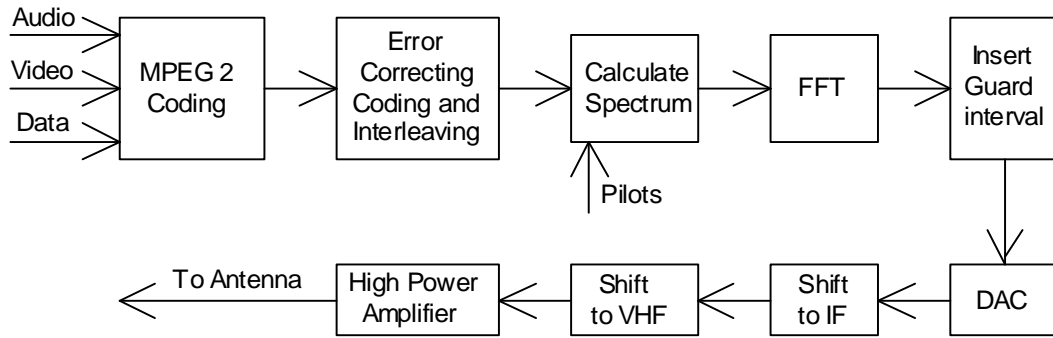 Audio
Video
Data
MPEG 2
Coding
Error
Correcting
Coding and
Interleaving
Calculate
Spectrum
Pilots
FFT
Insert
Guard
interval
DAC
Shift
to IF
Shift
to VHF
High Power
Amplifier
To Antenna